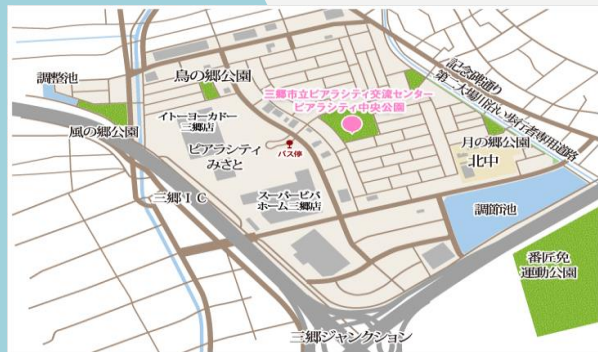 調整池
鳥の郷公園
三郷市立ピアラシティ交流センター
ピアラシティ中央公園
記念碑通り
第二大場川沿い歩行者専用道路
風の郷公園
イトーヨーカドー
三郷店
ピアラシティ
みさと
バス停
月の郷公園
北中
三郷IC
スーパービバ
ホーム三郷店
調節池
番匠免
運動公園
三郷ジャンクション